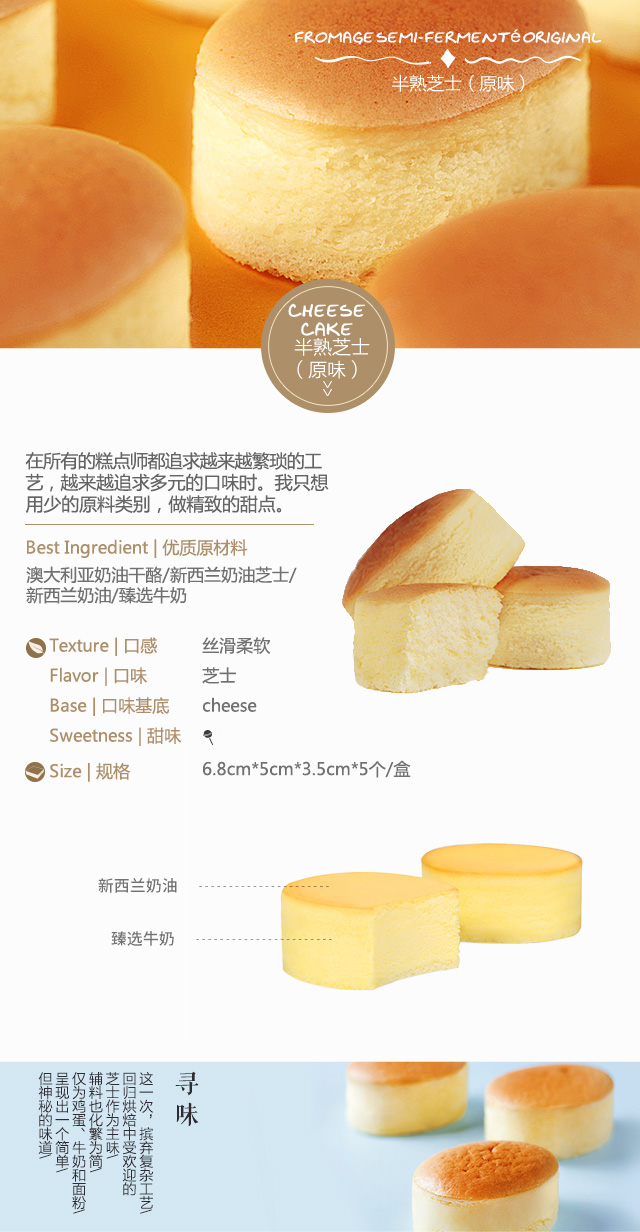 FROMAGE SEMI-FERMENTé ORIGINAL
半熟芝士（原味）
CHEESE
CAKE
半熟芝士
（原味）
在所有的糕点师都追求越来越繁琐的工
艺，越来越追求多元的口味时。我只想
用少的原料类别，做精致的甜点。
Best Ingredient | 优质原材料
澳大利亚奶油干酪/新西兰奶油芝士/
新西兰奶油/臻选牛奶
Texture | 口感 丝滑柔软
Flavor | 口味 芝士
Base | 口味基底 cheese
Sweetness | 甜味
Size | 规格 6.8cm*5cm*3.5cm*5个/盒
新西兰奶油
臻选牛奶
寻味
这一次，摈弃复杂工艺/
回归烘焙中受欢迎的
芝士作为主味/
辅料也化繁为简/
仅为鸡蛋、牛奶和面粉/
呈现出一个简单/
但神秘的味道/